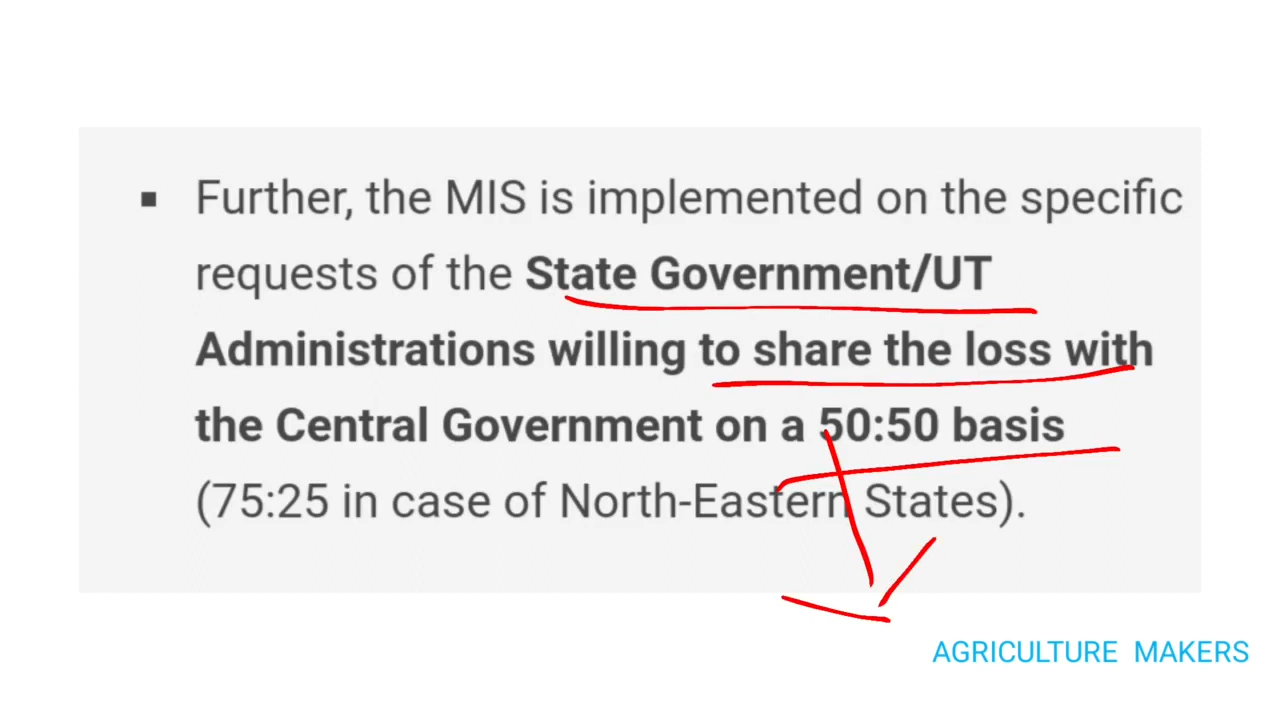 ▪ Further, the MIS is implemented on the specific
requests of the State Government/UT
Administrations willing to share the loss with
the Central Government on a 50:50 basis
(75:25 in case of North-Eastern States).
AGRICULTURE MAKERS